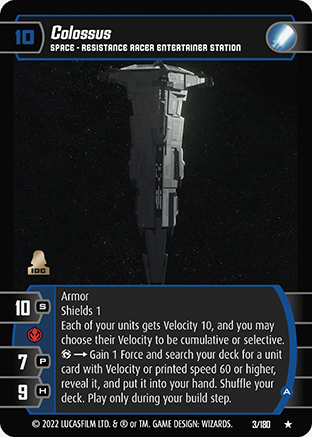 10 Colossus
SPACE - RESISTANCE RACER ENTERTAINER STATION
IDC
10 S
7 P
9 H
Armor
Shields 1
Each of your units gets Velocity 10, and you may
choose their Velocity to be cumulative or selective.
→ Gain 1 Force and search your deck for a unit
card with Velocity or printed speed 60 or higher,
reveal it, and put it into your hand. Shuffle your
deck. Play only during your build step.
A
© 2022 LUCASFILM LTD. & ® OR TM. GAME DESIGN: WIZARDS. 3/180 ★